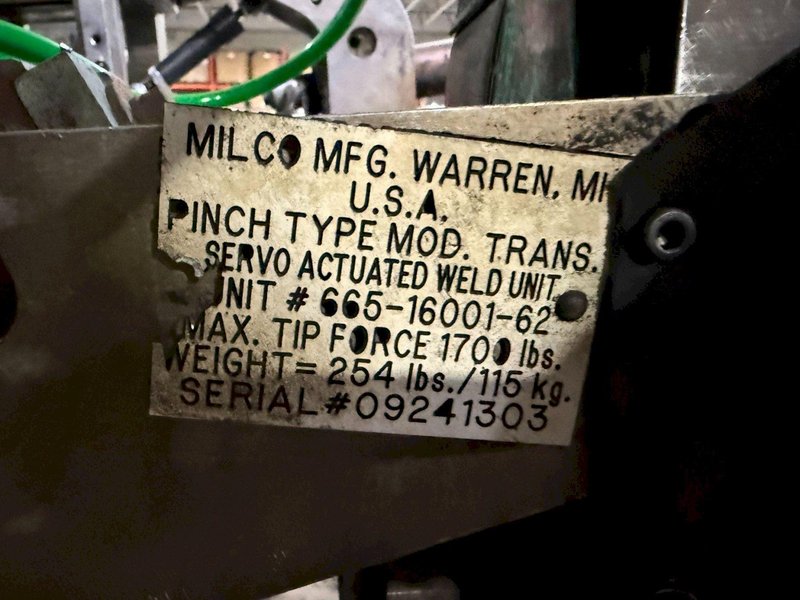 MILCO MFG. WARREN, MI
U.S.A.
PINCH TYPE MOD. TRANS.
SERVO ACTUATED WELD UNIT
UNIT # 665-16001-62
MAX. TIP FORCE 1700 lbs.
WEIGHT= 254 lbs./115 kg.
SERIAL #09241303